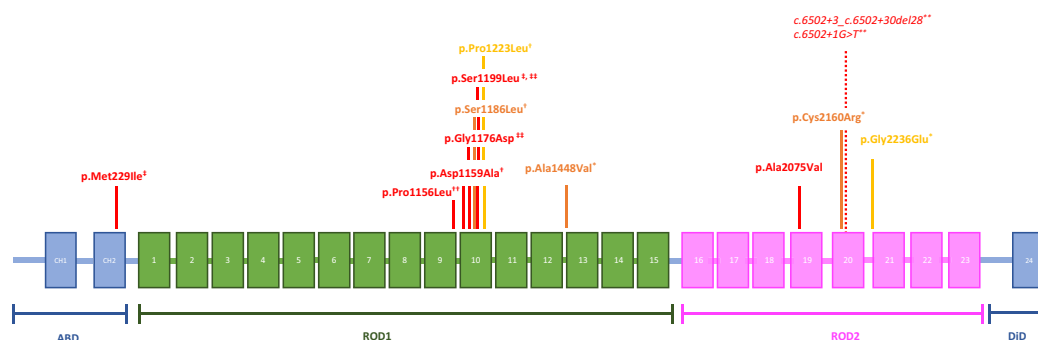 c.6502+3_c.6502+30del28**
c.6502+1G>T**
p.Pro1223Leu†
p.Ser1199Leu‡, ‡‡
p.Ser1186Leu†
p.Cys2160Arg*
p.Gly1176Asp‡‡
p.Gly2236Glu*
p.Met229Ile‡
p.Asp1159Ala†
p.Ala1448Val*
p.Ala2075Val
p.Pro1156Leu††
CH1 CH2 1 2 3 4 5 6 7 8 9 10 11 12 13 14 15 16 17 18 19 20 21 22 23 24
ABD ROD1 ROD2 DiD